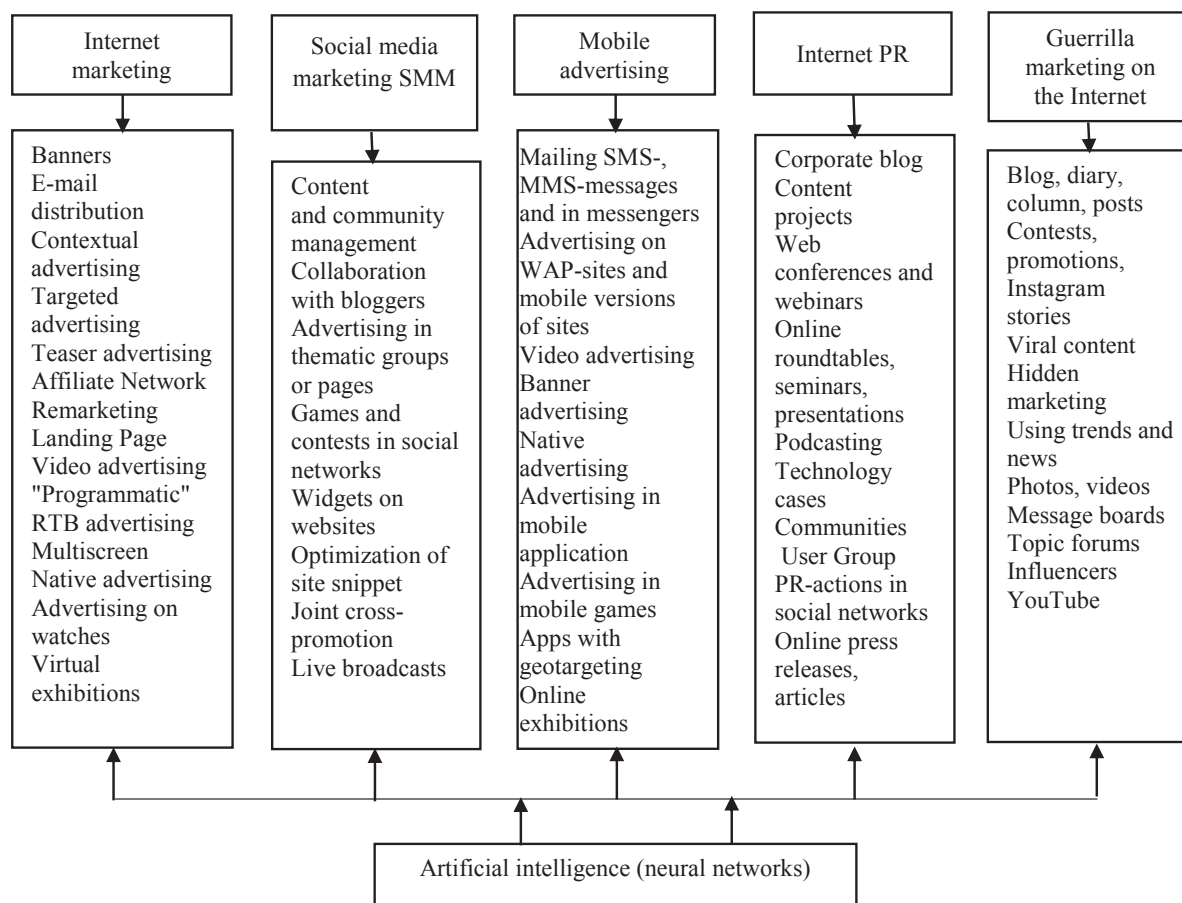 Internet
marketing
Banners
E-mail
distribution
Contextual
advertising
Targeted
advertising
Teaser advertising
Affiliate Network
Remarketing
Landing Page
Video advertising
"Programmatic"
RTB advertising
Multiscreen
Native advertising
Advertising on
watches
Virtual
exhibitions
Social media
marketing SMM
Content
and community
management
Collaboration
with bloggers
Advertising in
thematic groups
or pages
Games and
contests in social
networks
Widgets on
websites
Optimization of
site snippet
Joint cross-
promotion
Live broadcasts
Mobile
advertising
Mailing SMS-,
MMS-messages
and in messengers
Advertising on
WAP-sites and
mobile versions
of sites
Video advertising
Banner
advertising
Native
advertising
Advertising in
mobile
application
Advertising in
mobile games
Apps with
geotargeting
Online
exhibitions
Internet PR
Corporate blog
Content
projects
Web
conferences and
webinars
Online
roundtables,
seminars,
presentations
Podcasting
Technology
cases
Communities
User Group
PR-actions in
social networks
Online press
releases,
articles
Guerrilla
marketing on
the Internet
Blog, diary,
column, posts
Contests,
promotions,
Instagram
stories
Viral content
Hidden
marketing
Using trends and
news
Photos, videos
Message boards
Topic forums
Influencers
YouTube
Artificial intelligence (neural networks)